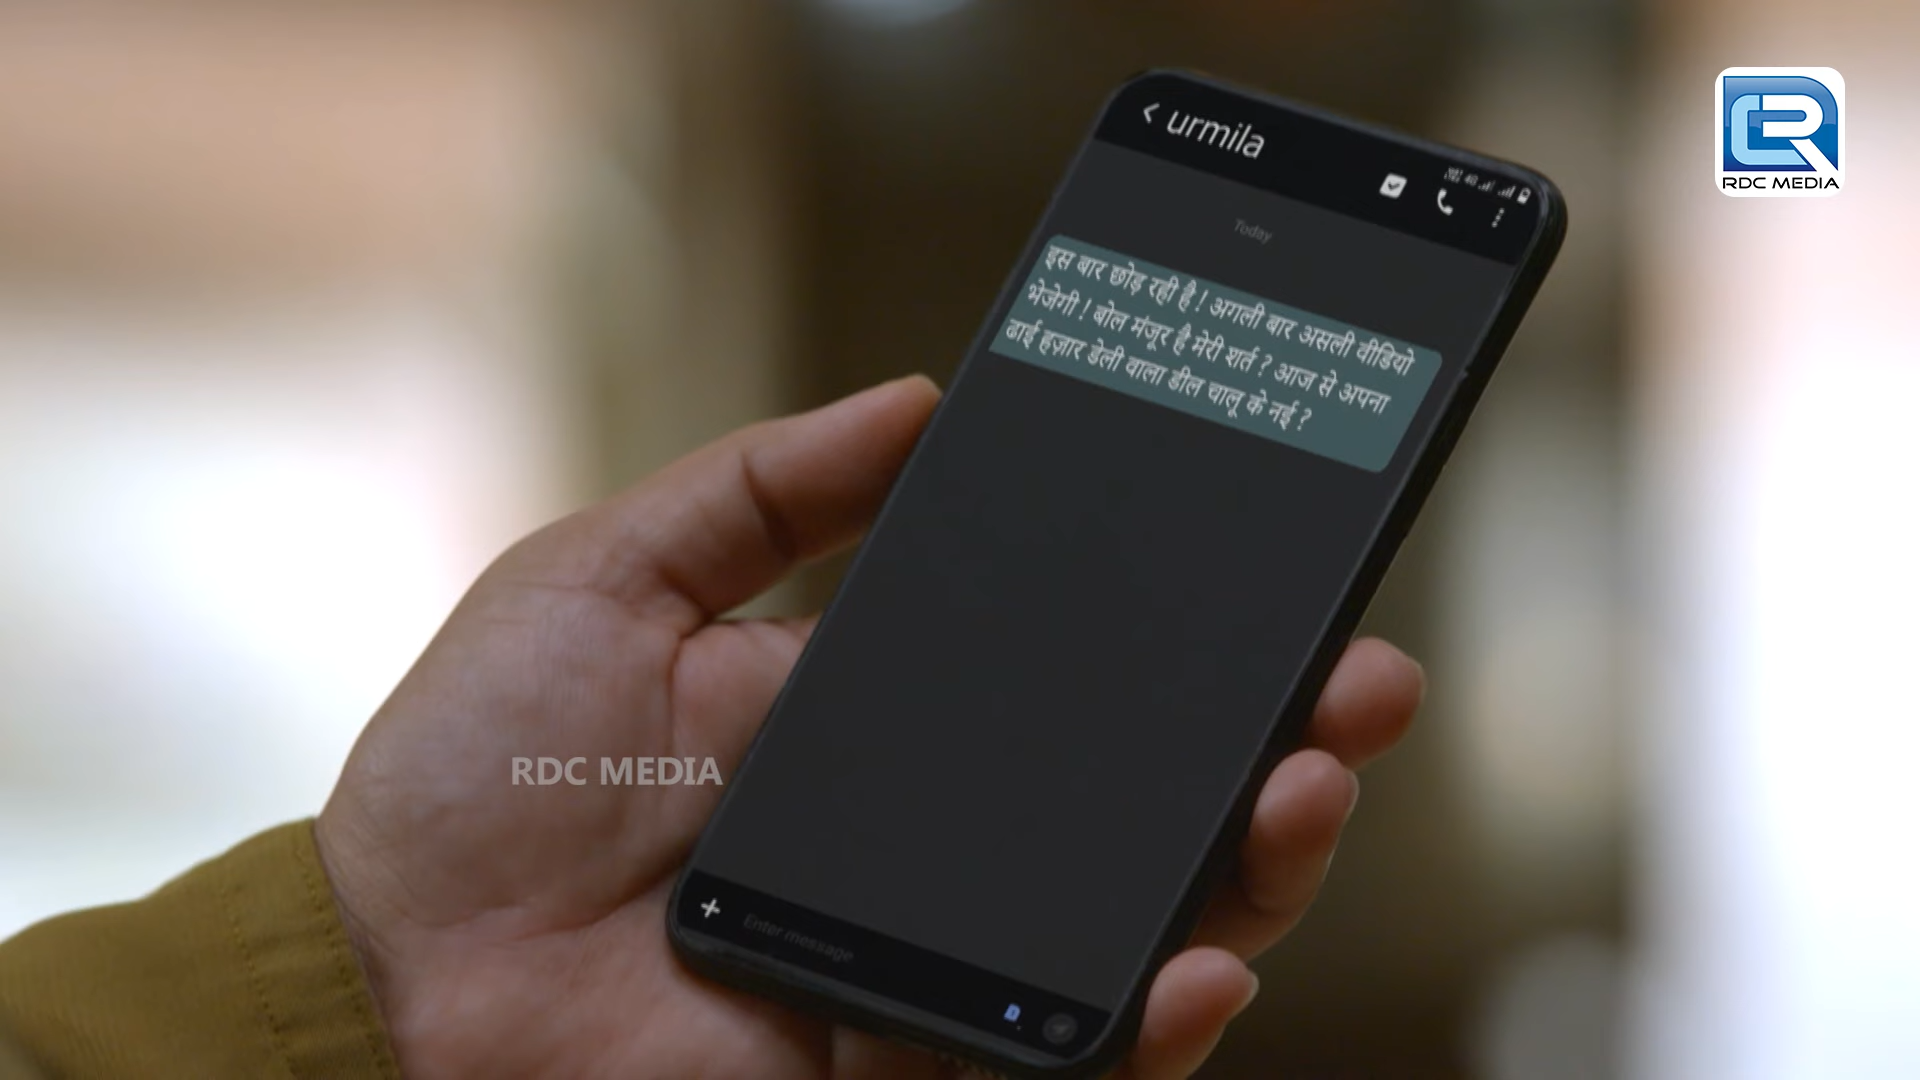 urmila
Today
इस बार छोड़ रही है ! अगली बार असली वीडियो
भेजेगी ! बोल मंजूर है मेरी शर्त ? आज से अपना
ढाई हज़ार डेली वाला डील चालू के नई ?
Enter message
RDC MEDIA
RDC MEDIA